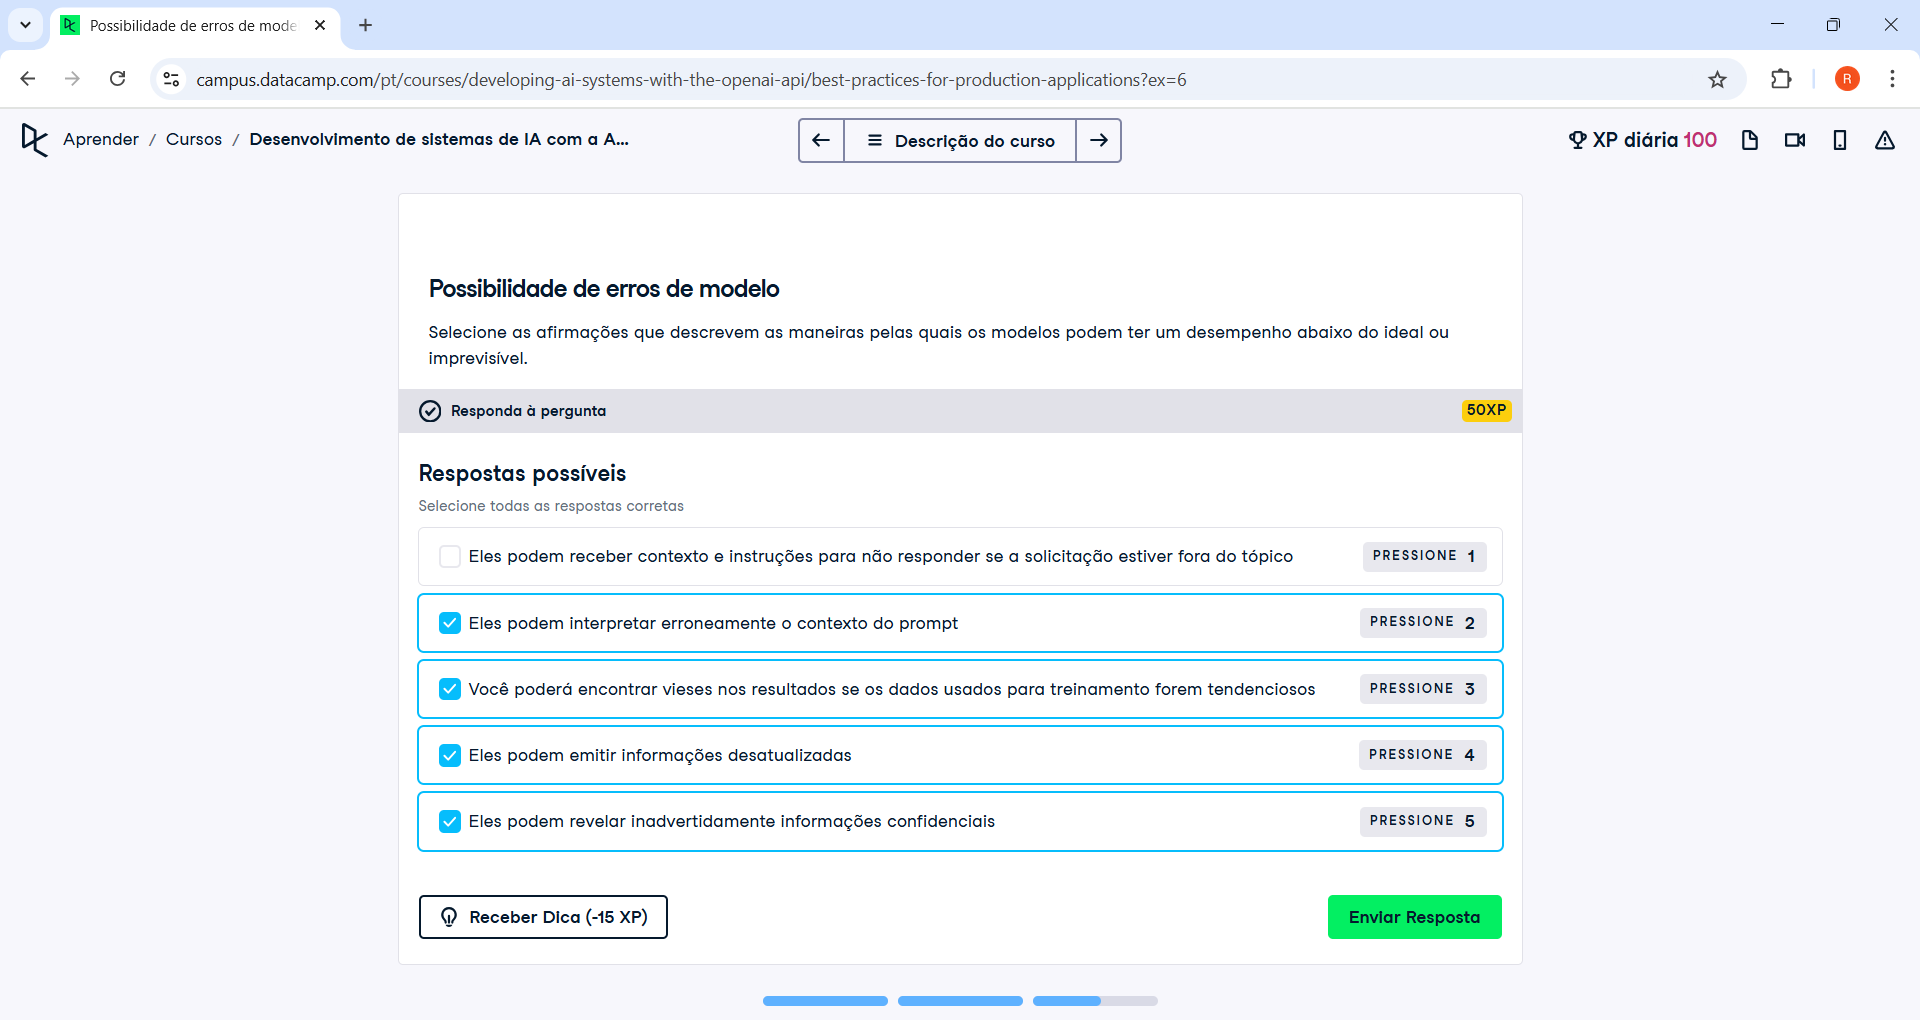 Possibilidade de erros de mode
campus.datacamp.com/pt/courses/developing-ai-systems-with-the-openai-api/best-practices-for-production-applications?ex=6
R
Aprender / Cursos / Desenvolvimento de sistemas de IA com a A...
Descrição do curso
XP diária 100
Possibilidade de erros de modelo
Selecione as afirmações que descrevem as maneiras pelas quais os modelos podem ter um desempenho abaixo do ideal ou
imprevisível.
Responda à pergunta
50XP
Respostas possíveis
Selecione todas as respostas corretas
Eles podem receber contexto e instruções para não responder se a solicitação estiver fora do tópico
PRESSIONE 1
Eles podem interpretar erroneamente o contexto do prompt
PRESSIONE 2
Você poderá encontrar vieses nos resultados se os dados usados para treinamento forem tendenciosos
PRESSIONE 3
Eles podem emitir informações desatualizadas
PRESSIONE 4
Eles podem revelar inadvertidamente informações confidenciais
PRESSIONE 5
Receber Dica (-15 XP)
Enviar Resposta